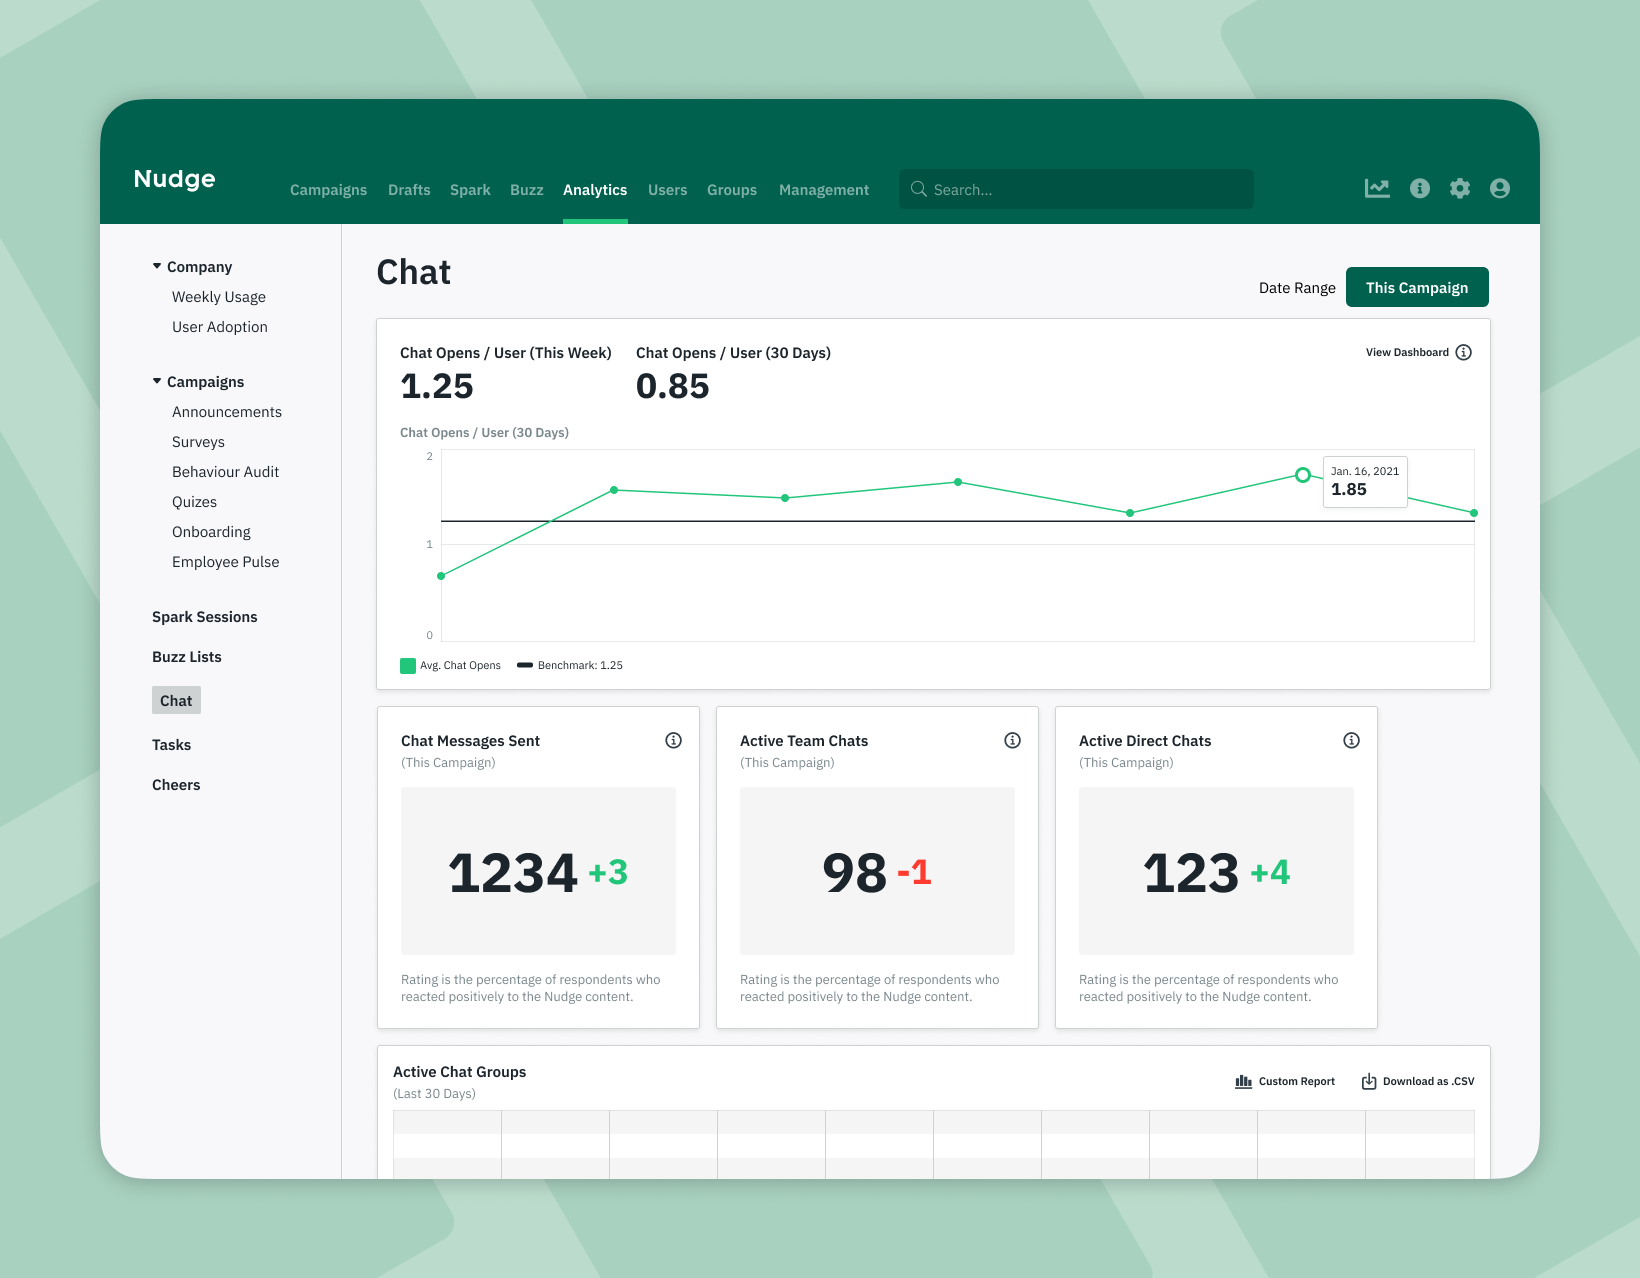 Nudge
Campaigns Drafts Spark Buzz Analytics Users Groups Management
Search...
Company
Weekly Usage
User Adoption
Campaigns
Announcements
Surveys
Behaviour Audit
Quizes
Onboarding
Employee Pulse
Spark Sessions
Buzz Lists
Chat
Tasks
Cheers
Chat
Date Range This Campaign
Chat Opens / User (This Week) Chat Opens / User (30 Days)
1.25 0.85
View Dashboard
Chat Opens / User (30 Days)
2
1
0
Jan. 16, 2021
1.85
Avg. Chat Opens Benchmark: 1.25
Chat Messages Sent
(This Campaign)
1234 +3
Rating is the percentage of respondents who
reacted positively to the Nudge content.
Active Team Chats
(This Campaign)
98 -1
Rating is the percentage of respondents who
reacted positively to the Nudge content.
Active Direct Chats
(This Campaign)
123 +4
Rating is the percentage of respondents who
reacted positively to the Nudge content.
Active Chat Groups
(Last 30 Days)
Custom Report Download as .CSV